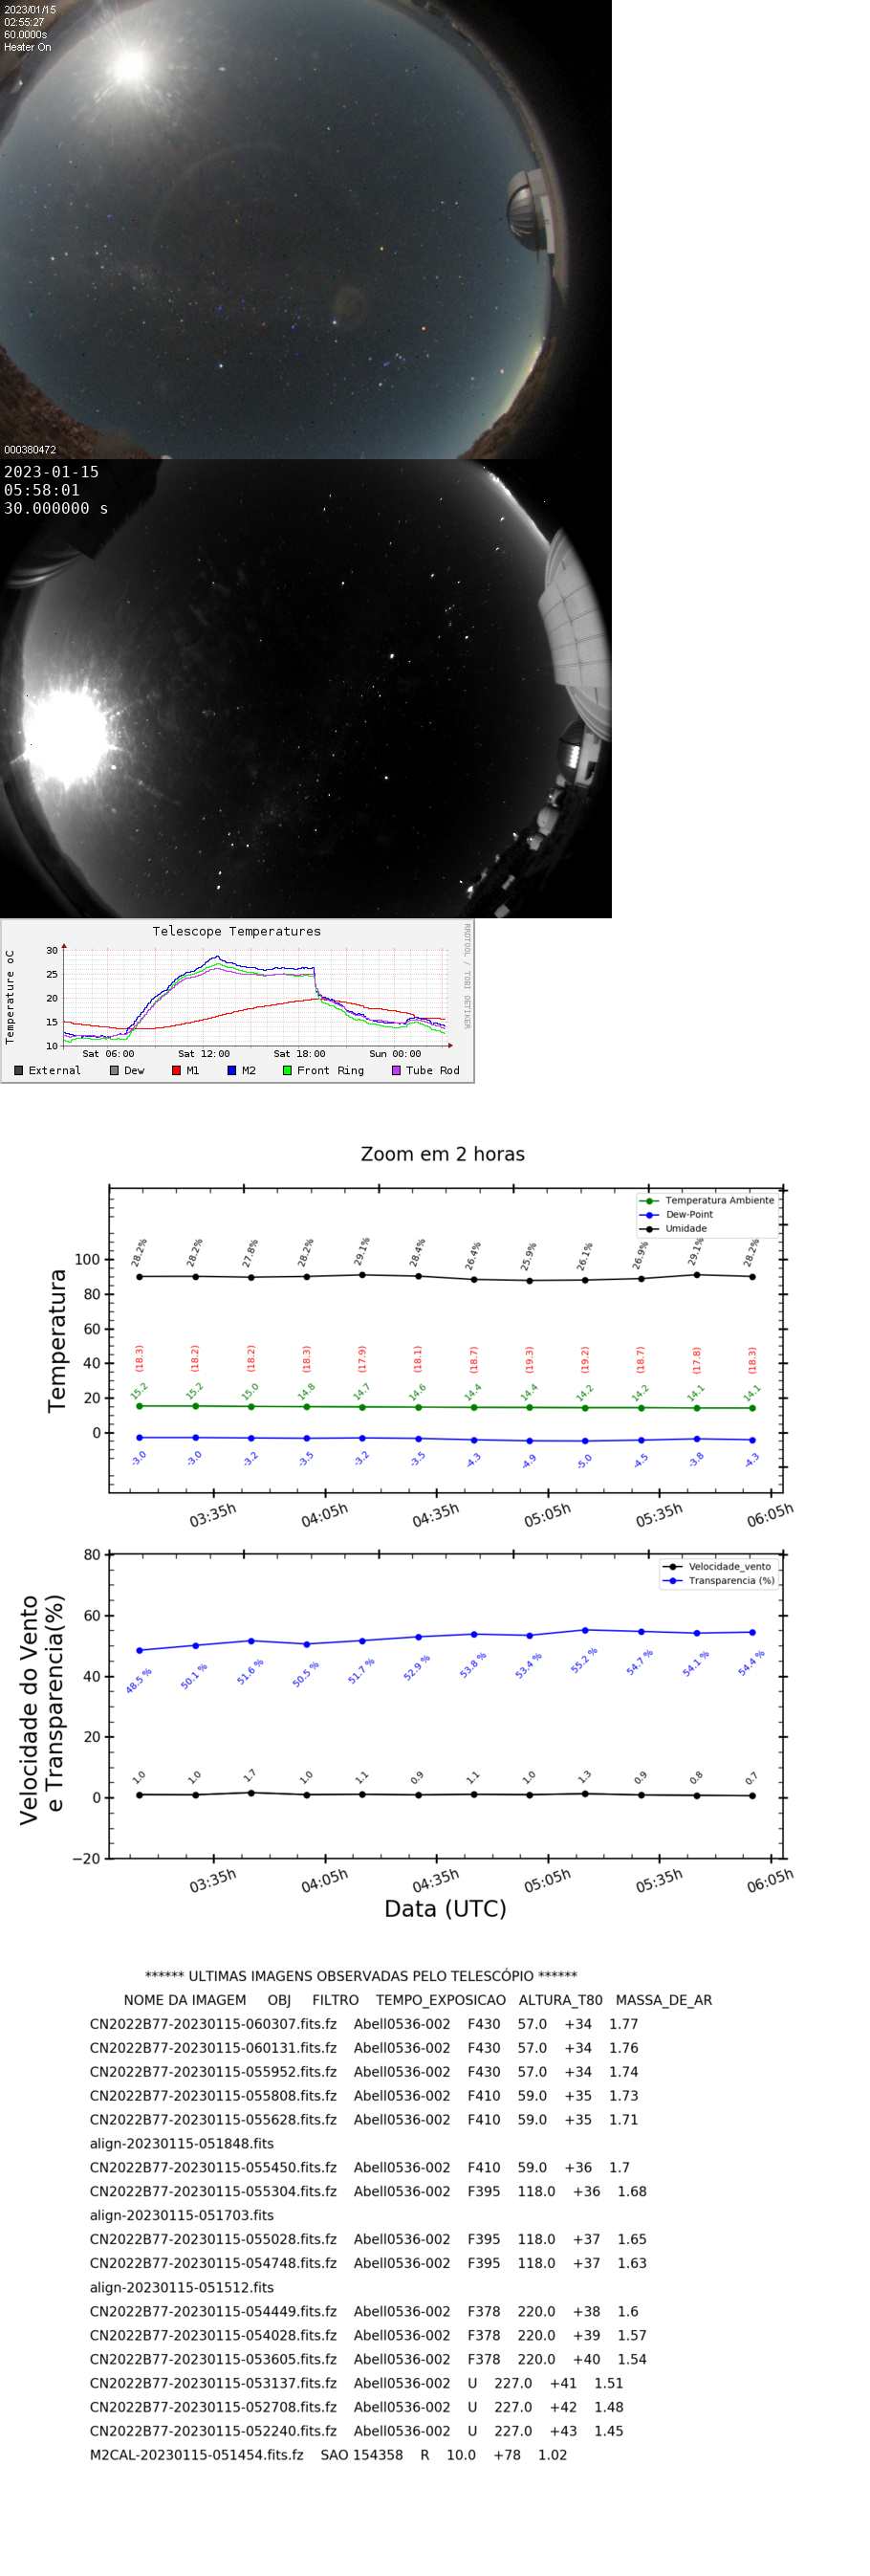 2023/01/15
02:55:27
60.0000s
Heater On
000380472
2023-01-15
05:58:01
30.000000 s
Telescope Temperatures
RRDTOOL / TOBI OETIKER
Temperature oC
30
25
20
15
10
Sat 06:00 Sat 12:00 Sat 18:00 Sun 00:00
External Dew M1 M2 Front Ring Tube Rod
Zoom em 2 horas
Temperatura Ambiente
Dew-Point
Umidade
Temperatura
100
80
60
40
20
0
28.2% 28.2% 27.8% 28.2% 29.1% 28.4% 26.4% 25.9% 26.1% 26.9% 29.1% 28.2%
(18.3) (18.2) (18.2) (18.3) (17.9) (18.1) (18.7) (19.3) (19.2) (18.7) (17.8) (18.3)
15.2 15.2 15.0 14.8 14.7 14.6 14.4 14.4 14.2 14.2 14.1 14.1
-3.0 -3.0 -3.2 -3.5 -3.2 -3.5 -4.3 -4.9 -5.0 -4.5 -3.8 -4.3
03:35h 04:05h 04:35h 05:05h 05:35h 06:05h
Velocidade_vento
Transparencia (%)
Velocidade do Vento
e Transparencia(%)
80
60
40
20
0
−20
48.5 % 50.1 % 51.6 % 50.5 % 51.7 % 52.9 % 53.8 % 53.4 % 55.2 % 54.7 % 54.1 % 54.4 %
1.0 1.0 1.7 1.0 1.1 0.9 1.1 1.0 1.3 0.9 0.8 0.7
03:35h 04:05h 04:35h 05:05h 05:35h 06:05h
Data (UTC)
****** ULTIMAS IMAGENS OBSERVADAS PELO TELESCÓPIO ******
NOME DA IMAGEM OBJ FILTRO TEMPO_EXPOSICAO ALTURA_T80 MASSA_DE_AR
CN2022B77-20230115-060307.fits.fz Abell0536-002 F430 57.0 +34 1.77
CN2022B77-20230115-060131.fits.fz Abell0536-002 F430 57.0 +34 1.76
CN2022B77-20230115-055952.fits.fz Abell0536-002 F430 57.0 +34 1.74
CN2022B77-20230115-055808.fits.fz Abell0536-002 F410 59.0 +35 1.73
CN2022B77-20230115-055628.fits.fz Abell0536-002 F410 59.0 +35 1.71
align-20230115-051848.fits
CN2022B77-20230115-055450.fits.fz Abell0536-002 F410 59.0 +36 1.7
CN2022B77-20230115-055304.fits.fz Abell0536-002 F395 118.0 +36 1.68
align-20230115-051703.fits
CN2022B77-20230115-055028.fits.fz Abell0536-002 F395 118.0 +37 1.65
CN2022B77-20230115-054748.fits.fz Abell0536-002 F395 118.0 +37 1.63
align-20230115-051512.fits
CN2022B77-20230115-054449.fits.fz Abell0536-002 F378 220.0 +38 1.6
CN2022B77-20230115-054028.fits.fz Abell0536-002 F378 220.0 +39 1.57
CN2022B77-20230115-053605.fits.fz Abell0536-002 F378 220.0 +40 1.54
CN2022B77-20230115-053137.fits.fz Abell0536-002 U 227.0 +41 1.51
CN2022B77-20230115-052708.fits.fz Abell0536-002 U 227.0 +42 1.48
CN2022B77-20230115-052240.fits.fz Abell0536-002 U 227.0 +43 1.45
M2CAL-20230115-051454.fits.fz SAO 154358 R 10.0 +78 1.02